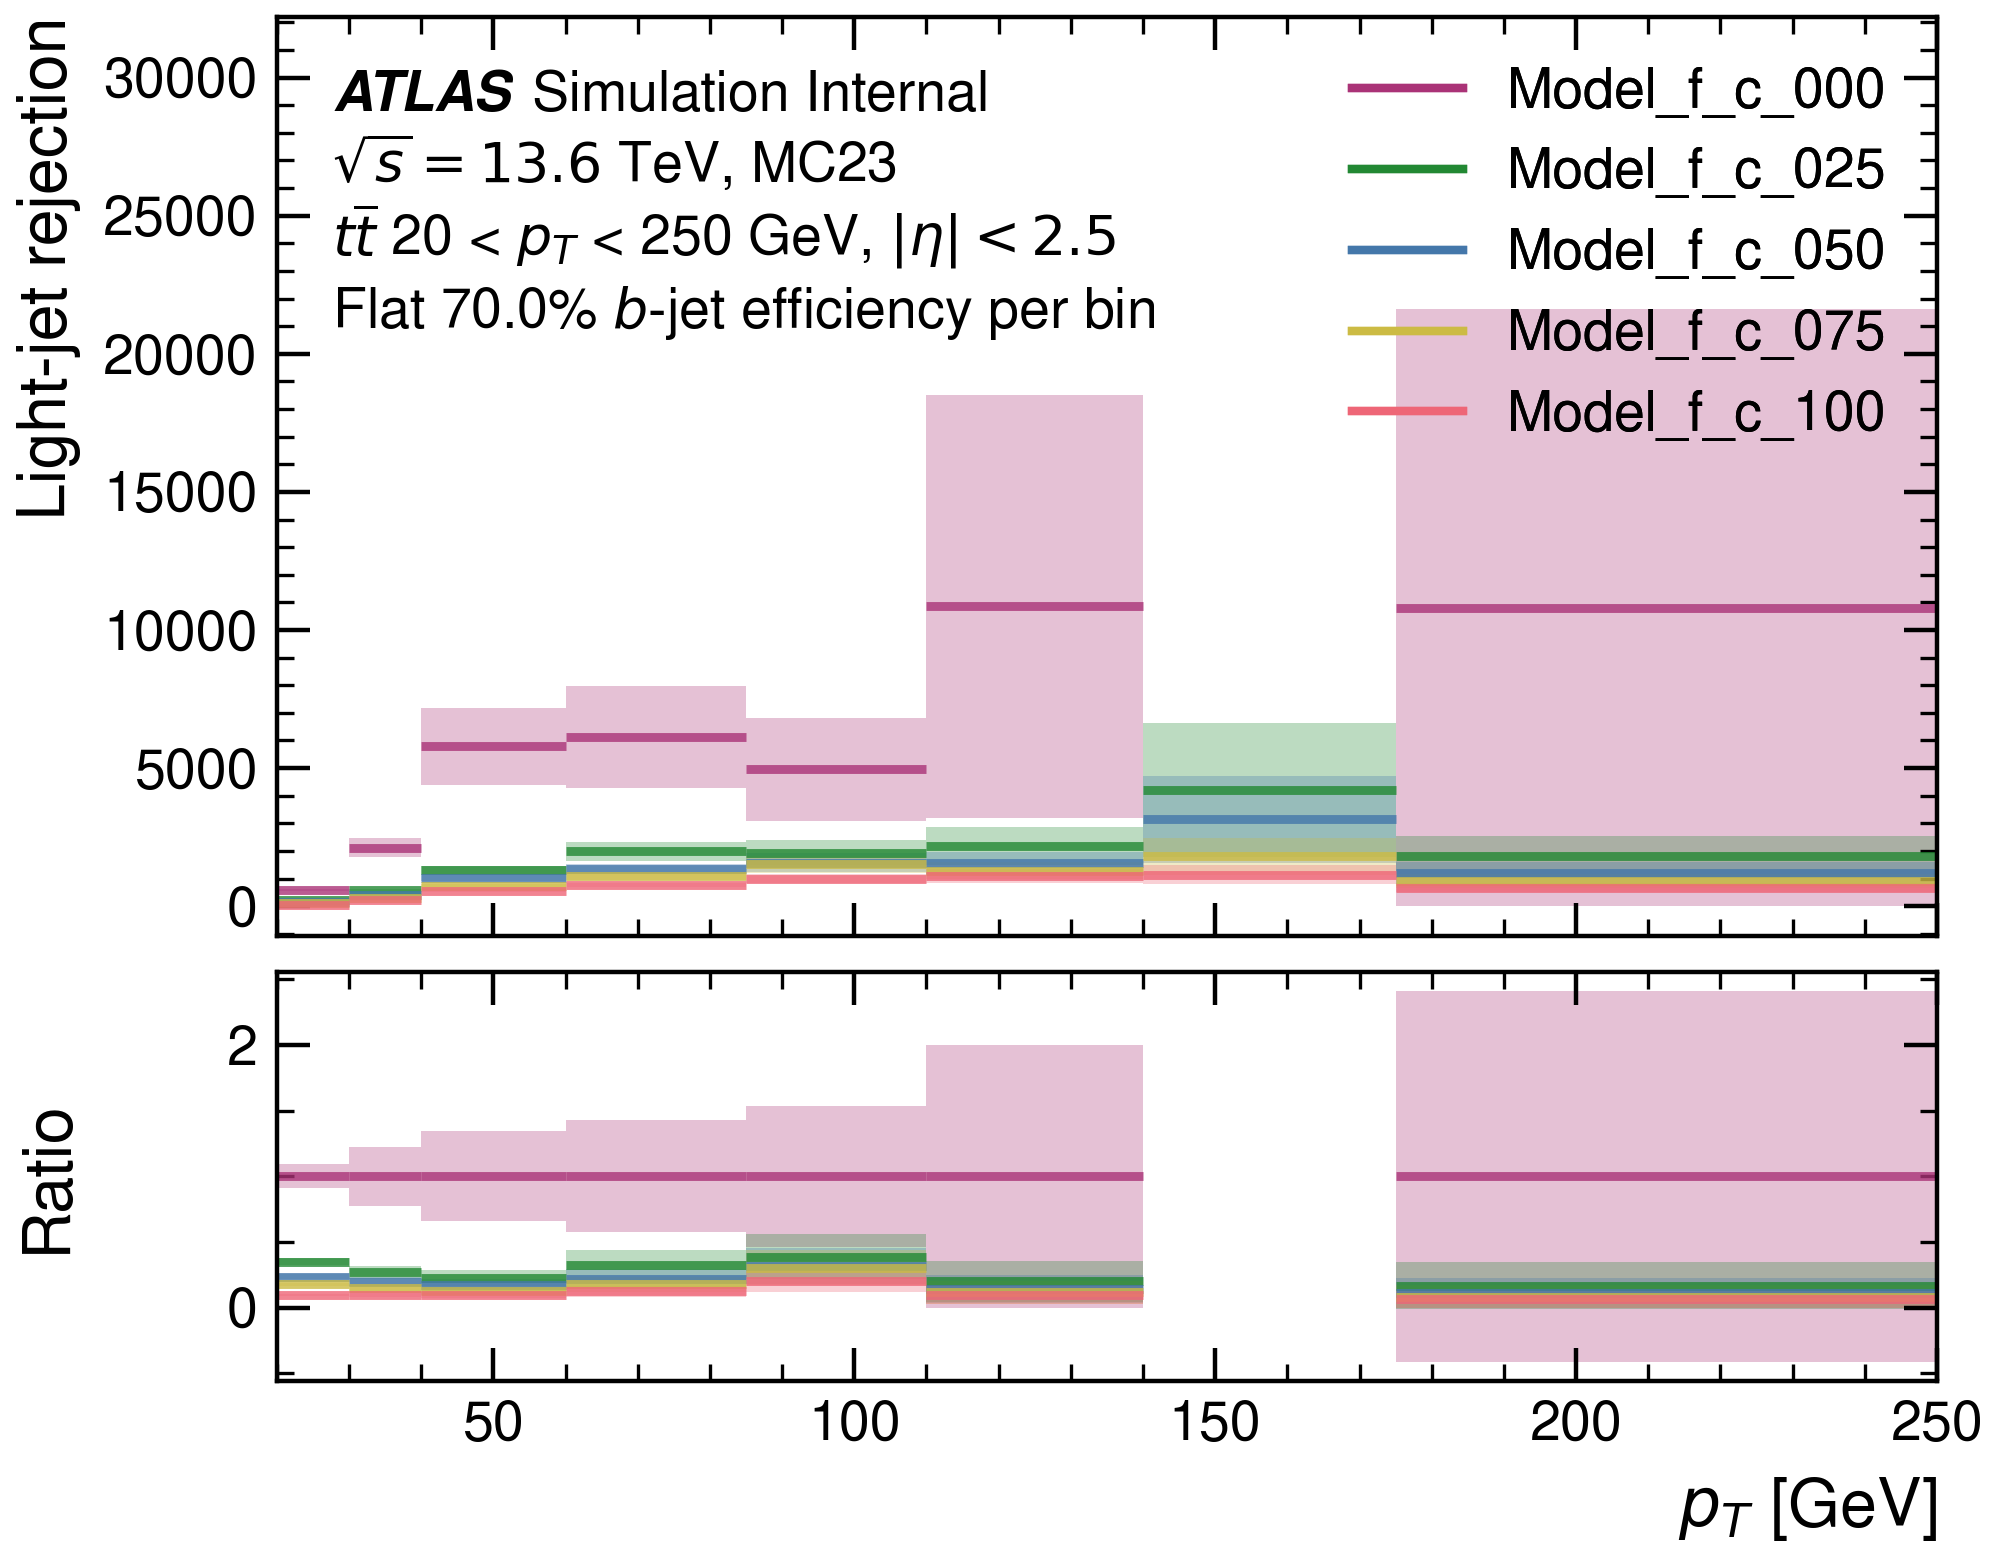 Light-jet rejection
30000
25000
20000
15000
10000
5000
0
ATLAS Simulation Internal
√s = 13.6 TeV, MC23
tt̅ 20 < p_T < 250 GeV, |η| < 2.5
Flat 70.0% b-jet efficiency per bin
Model_f_c_000
Model_f_c_025
Model_f_c_050
Model_f_c_075
Model_f_c_100
Ratio
2
0
50 100 150 200 250
p_T [GeV]